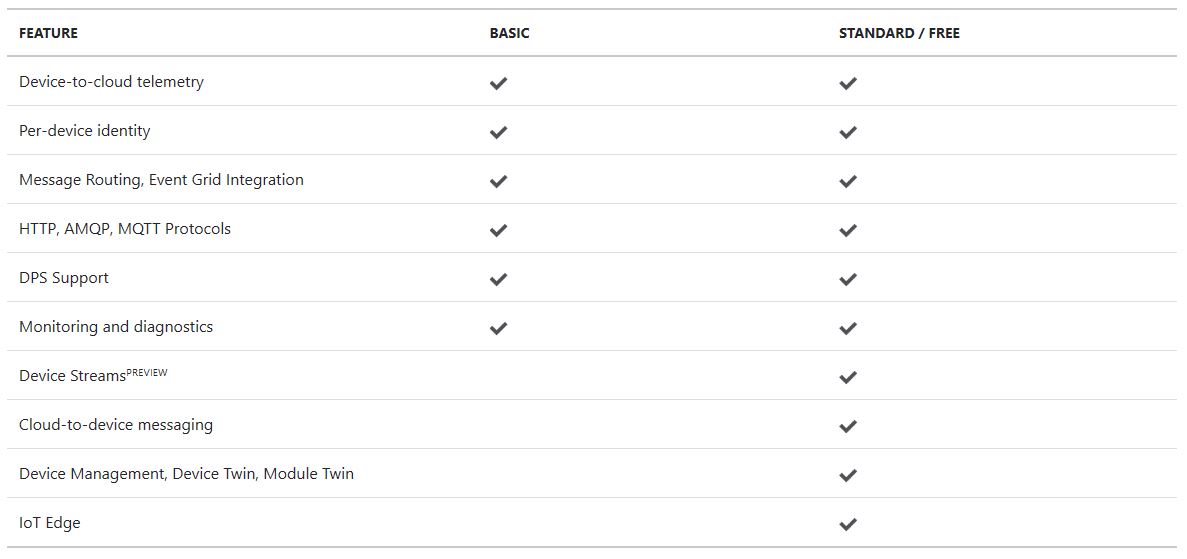 FEATURE BASIC STANDARD / FREE
Device-to-cloud telemetry ✔ ✔
Per-device identity ✔ ✔
Message Routing, Event Grid Integration ✔ ✔
HTTP, AMQP, MQTT Protocols ✔ ✔
DPS Support ✔ ✔
Monitoring and diagnostics ✔ ✔
Device StreamsPREVIEW ✔
Cloud-to-device messaging ✔
Device Management, Device Twin, Module Twin ✔
IoT Edge ✔